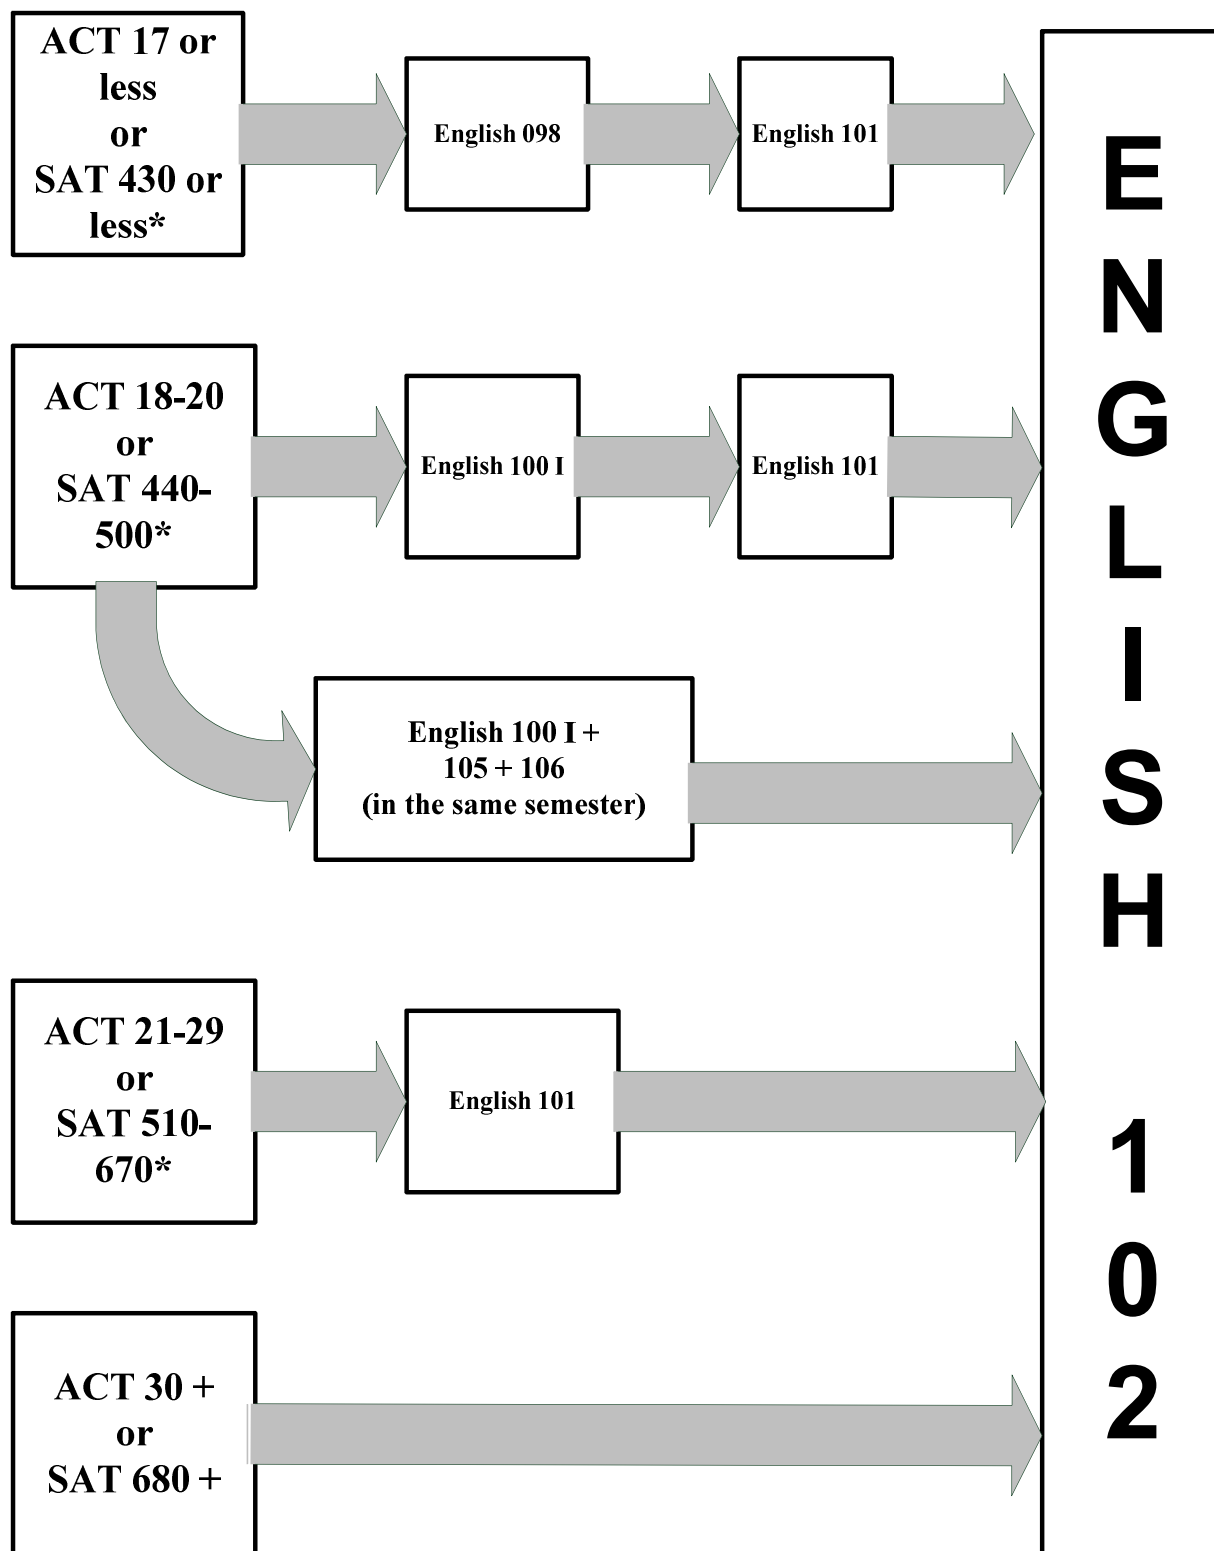 ACT 17 or
less
or
SAT 430 or
less*
English 098
English 101
ACT 18-20
or
SAT 440-
500*
English 100 I
English 101
English 100 I +
105 + 106
(in the same semester)
ACT 21-29
or
SAT 510-
670*
English 101
ACT 30 +
or
SAT 680 +
E
N
G
L
I
S
H
1
0
2